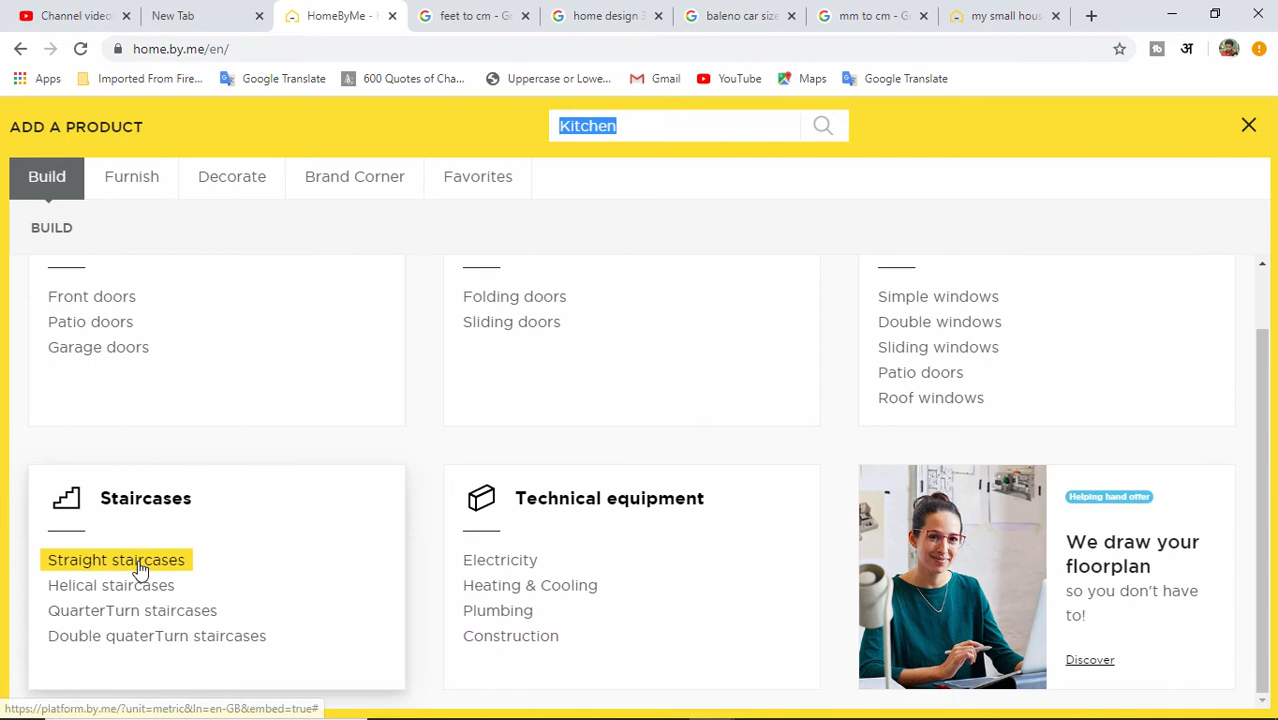 Channel video:
New Tab
HomeByMe - H
feet to cm - Go
home design 3
baleno car size
mm to cm - Go
my small hous
home.by.me/en/
Apps
Imported From Fire...
Google Translate
600 Quotes of Cha...
Uppercase or Lowe...
Gmail
YouTube
Maps
Google Translate
ADD A PRODUCT
Kitchen
Build
Furnish
Decorate
Brand Corner
Favorites
BUILD
Front doors
Patio doors
Garage doors
Folding doors
Sliding doors
Simple windows
Double windows
Sliding windows
Patio doors
Roof windows
Staircases
Straight staircases
Helical staircases
QuarterTurn staircases
Double quaterTurn staircases
Technical equipment
Electricity
Heating & Cooling
Plumbing
Construction
Helping hand offer
We draw your
floorplan
so you don't have
to!
Discover
https://platform.by.me/?unit=metric&ln=en-GB&embed=true#